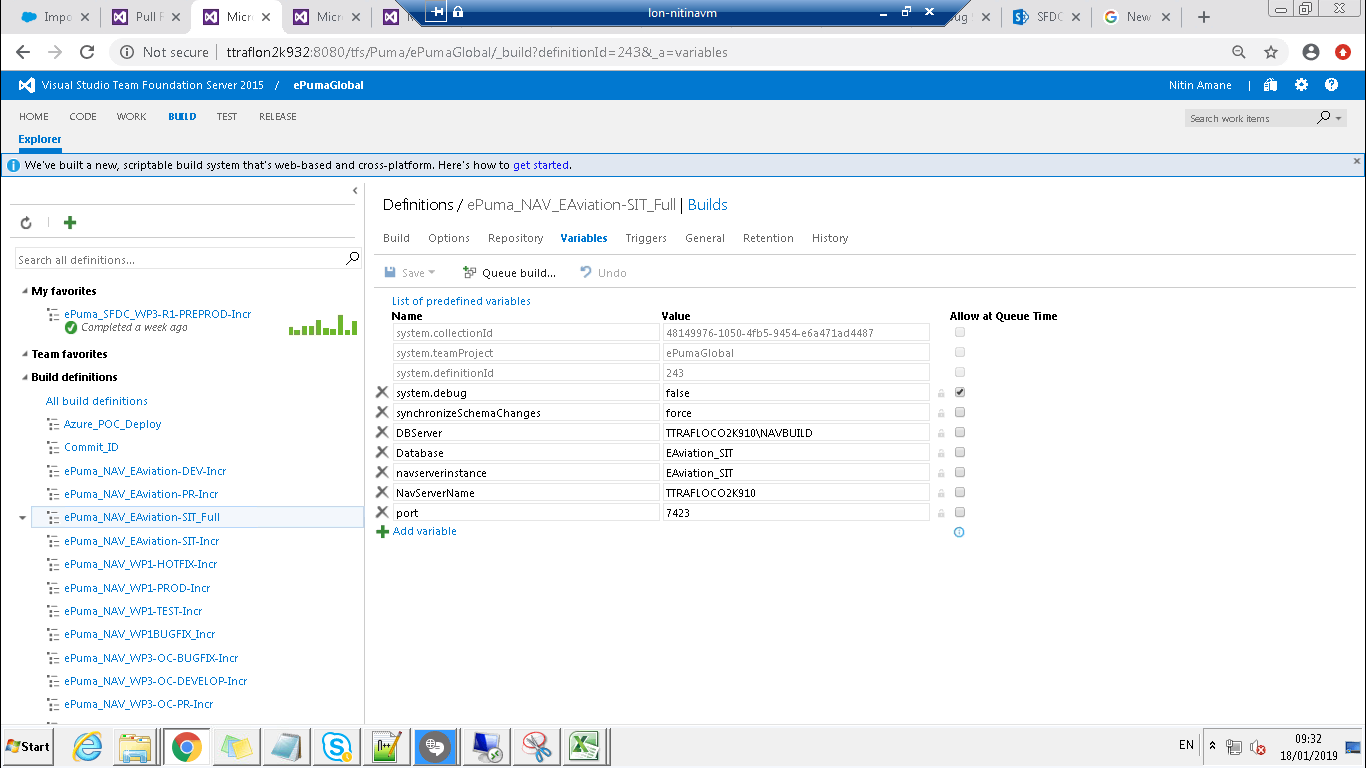 lon-nitinavm
Impo
Pull F
Micro
Micro
SFDC
New
Not secure
ttraflon2k932:8080/tfs/Puma/ePumaGlobal/_build?definitionId=243&_a=variables
Visual Studio Team Foundation Server 2015 / ePumaGlobal
Nitin Amane
HOME CODE WORK BUILD TEST RELEASE
Search work items
Explorer
We've built a new, scriptable build system that's web-based and cross-platform. Here's how to get started.
Search all definitions...
My favorites
ePuma_SFDC_WP3-R1-PREPROD-Incr
Completed a week ago
Team favorites
Build definitions
All build definitions
Azure_POC_Deploy
Commit_ID
ePuma_NAV_EAviation-DEV-Incr
ePuma_NAV_EAviation-PR-Incr
ePuma_NAV_EAviation-SIT_Full
ePuma_NAV_EAviation-SIT-Incr
ePuma_NAV_WP1-HOTFIX-Incr
ePuma_NAV_WP1-PROD-Incr
ePuma_NAV_WP1-TEST-Incr
ePuma_NAV_WP1BUGFIX_Incr
ePuma_NAV_WP3-OC-BUGFIX-Incr
ePuma_NAV_WP3-OC-DEVELOP-Incr
ePuma_NAV_WP3-OC-PR-Incr
Definitions / ePuma_NAV_EAviation-SIT_Full | Builds
Build Options Repository Variables Triggers General Retention History
Save Queue build... Undo
List of predefined variables
Name Value Allow at Queue Time
system.collectionId 48149976-1050-4fb5-9454-e6a471ad4487
system.teamProject ePumaGlobal
system.definitionId 243
system.debug false
synchronizeSchemaChanges force
DBServer TTRAFLOCO2K910\NAVBUILD
Database EAviation_SIT
navserverinstance EAviation_SIT
NavServerName TTRAFLOCO2K910
port 7423
Add variable
Start
EN
09:32
18/01/2019